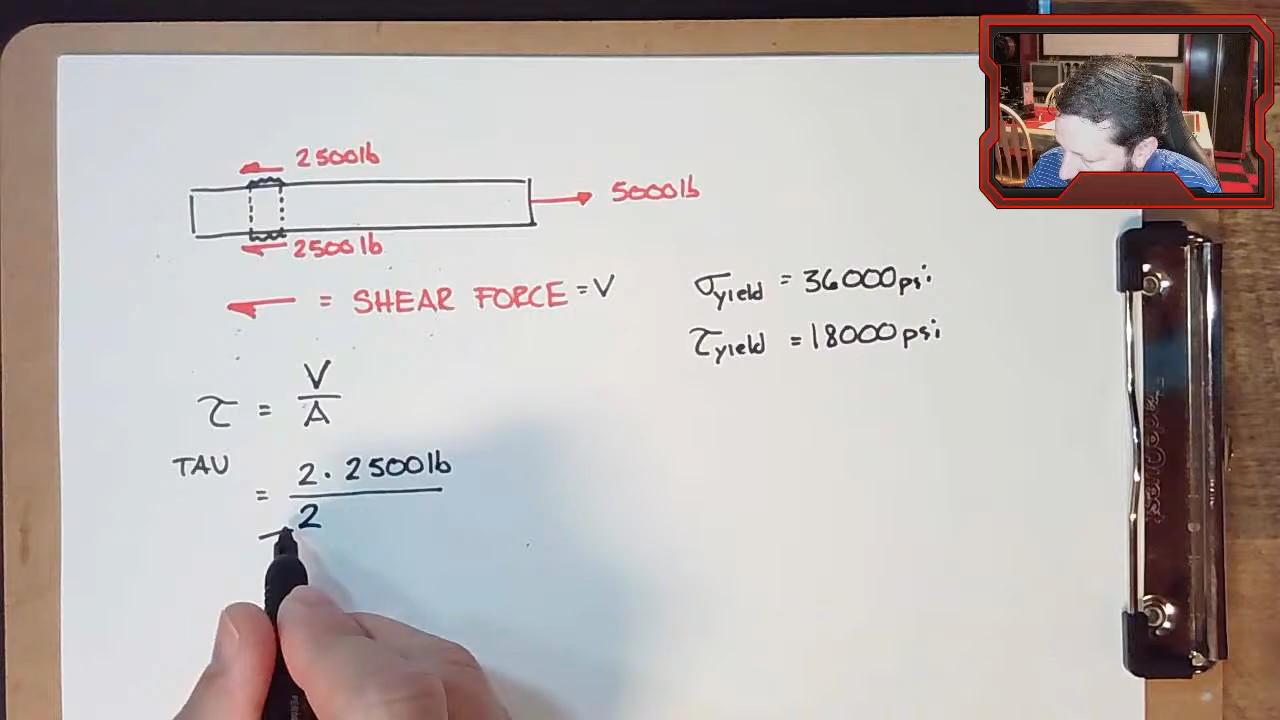 2500lb
5000lb
2500lb
= SHEAR FORCE = V
σyield = 36000psi
τyield = 18000psi
τ = V/A
TAU
= 2 · 2500lb
2